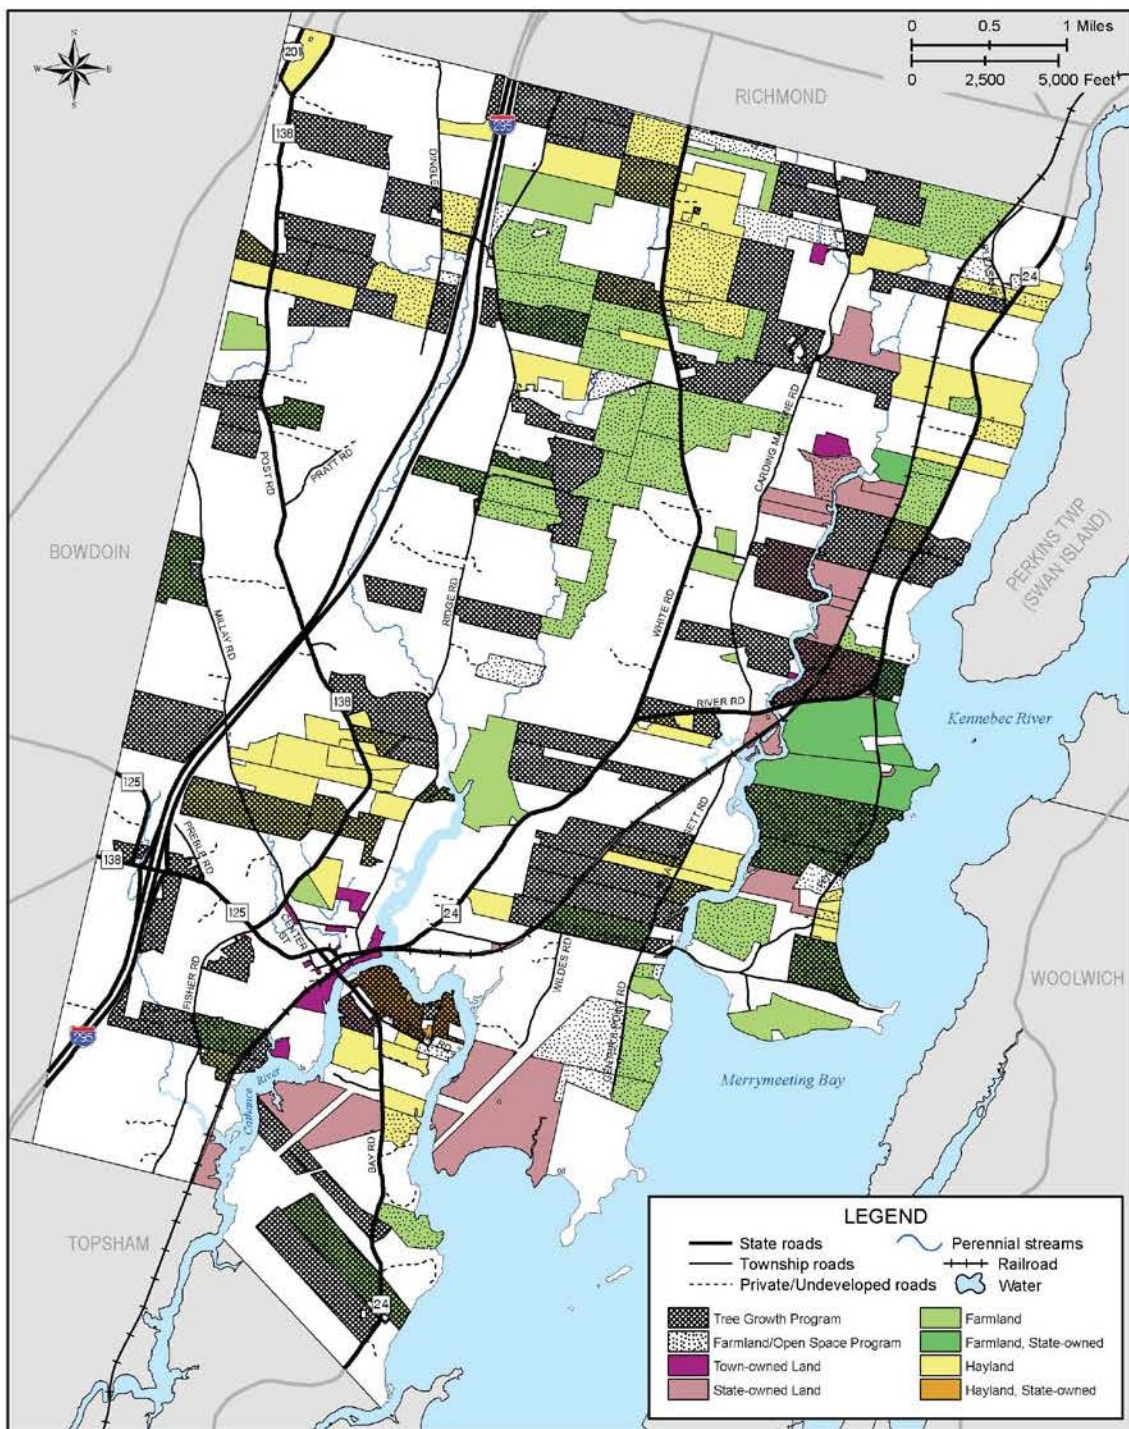 N
W E
S
0 0.5 1 Miles
0 2,500 5,000 Feet
RICHMOND
201
295
138
24
BOWDOIN
POST RD
PRATT RD
CARDING MACHINE RD
PERKINS TWP
(SWAN ISLAND)
MILLAY RD
RIDGE RD
WHITE RD
138
RIVER RD
Kennebec River
125
138
PREBLE RD
125
24
CENTER
ST
FISHER RD
WILDES RD
WOOLWICH
295
Cathance River
Merrymeeting Bay
BAY RD
TOPSHAM
24
LEGEND
State roads
Perennial streams
Township roads
Railroad
Private/Undeveloped roads
Water
Tree Growth Program
Farmland
Farmland/Open Space Program
Farmland, State-owned
Town-owned Land
Hayland
State-owned Land
Hayland, State-owned